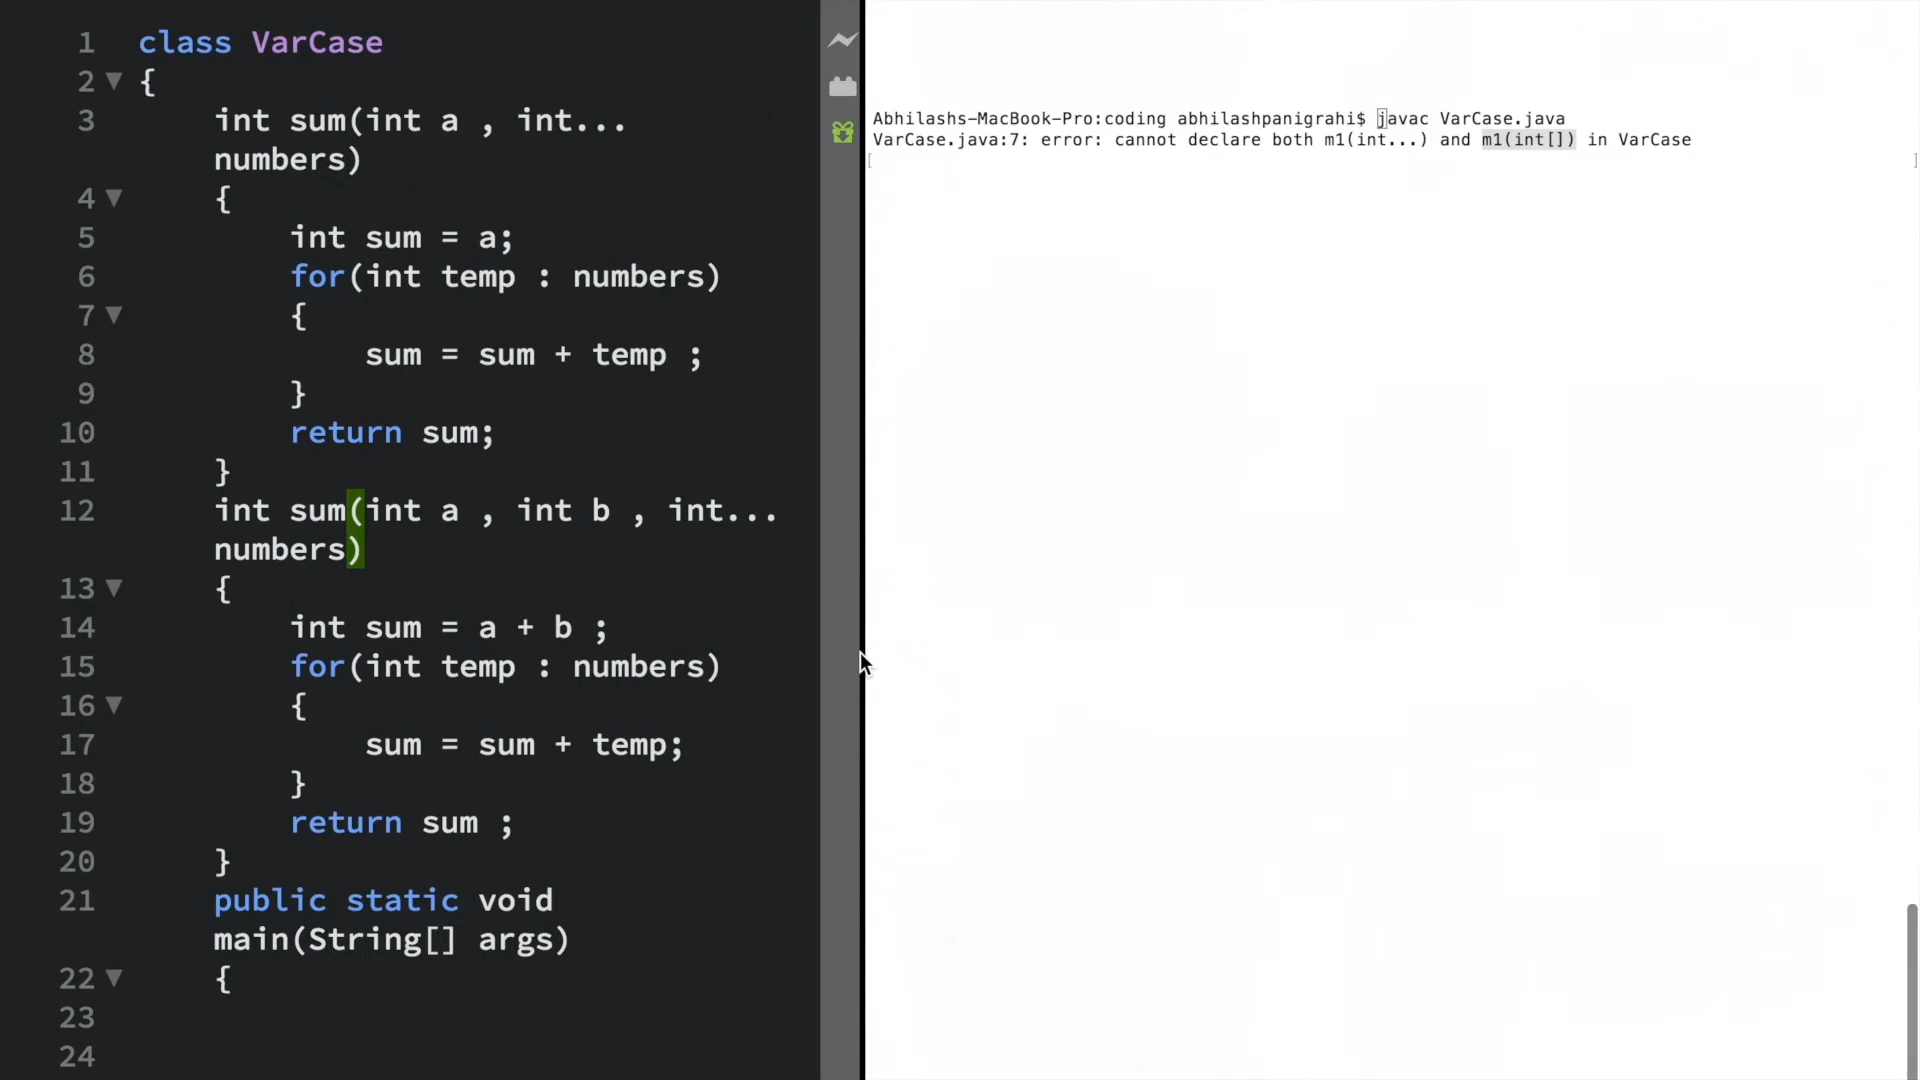 1 class VarCase
2 {
3 int sum(int a , int...
numbers)
4 {
5 int sum = a;
6 for(int temp : numbers)
7 {
8 sum = sum + temp ;
9 }
10 return sum;
11 }
12 int sum(int a , int b , int...
numbers)
13 {
14 int sum = a + b ;
15 for(int temp : numbers)
16 {
17 sum = sum + temp;
18 }
19 return sum ;
20 }
21 public static void
main(String[] args)
22 {
23
24
Abhilashs-MacBook-Pro:coding abhilashpanigrahi$ javac VarCase.java
VarCase.java:7: error: cannot declare both m1(int...) and m1(int[]) in VarCase
[ ]